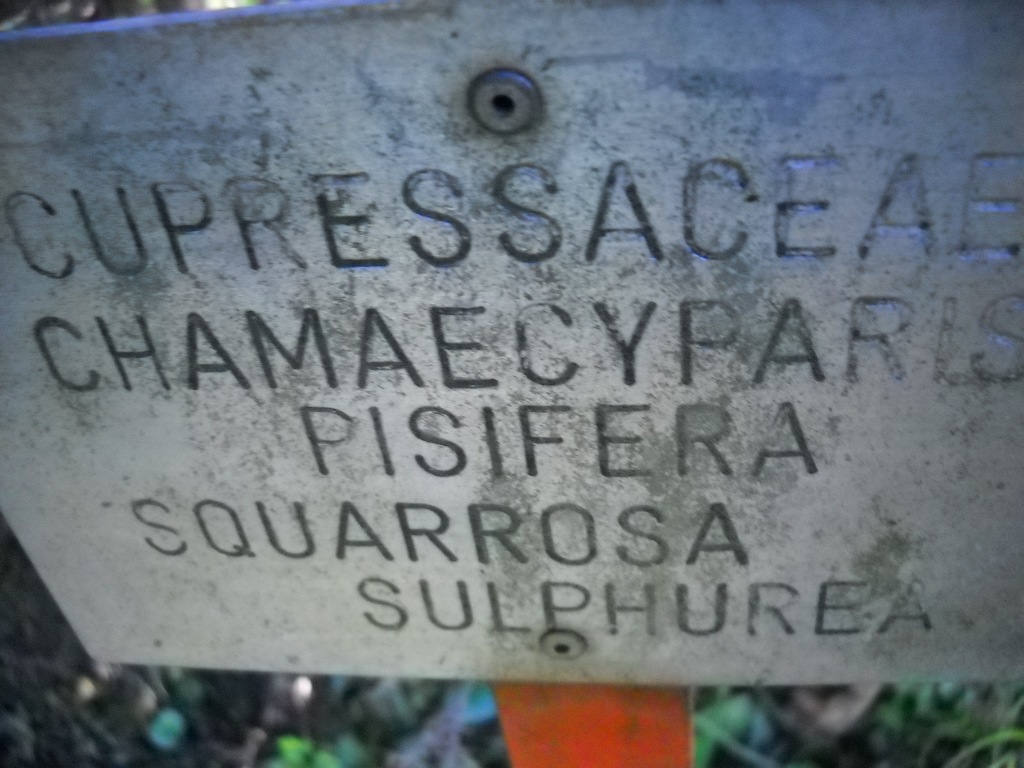 CUPRESSACEAE
CHAMAECYPARIS
PISIFERA
SQUARROSA
SULPHUREA